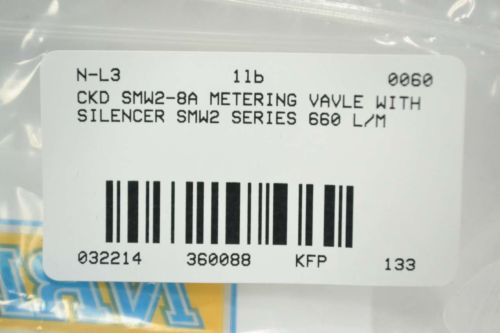 N-L3 1lb 0060
CKD SMW2-8A METERING VAVLE WITH
SILENCER SMW2 SERIES 660 L/M
032214 360088 KFP 133